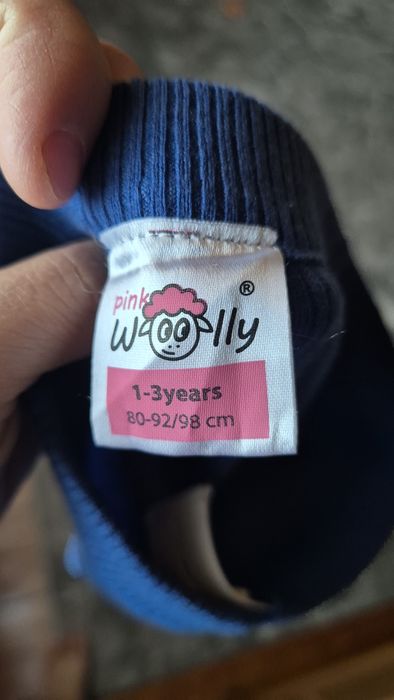 pink
woolly
®
1-3years
80-92/98 cm